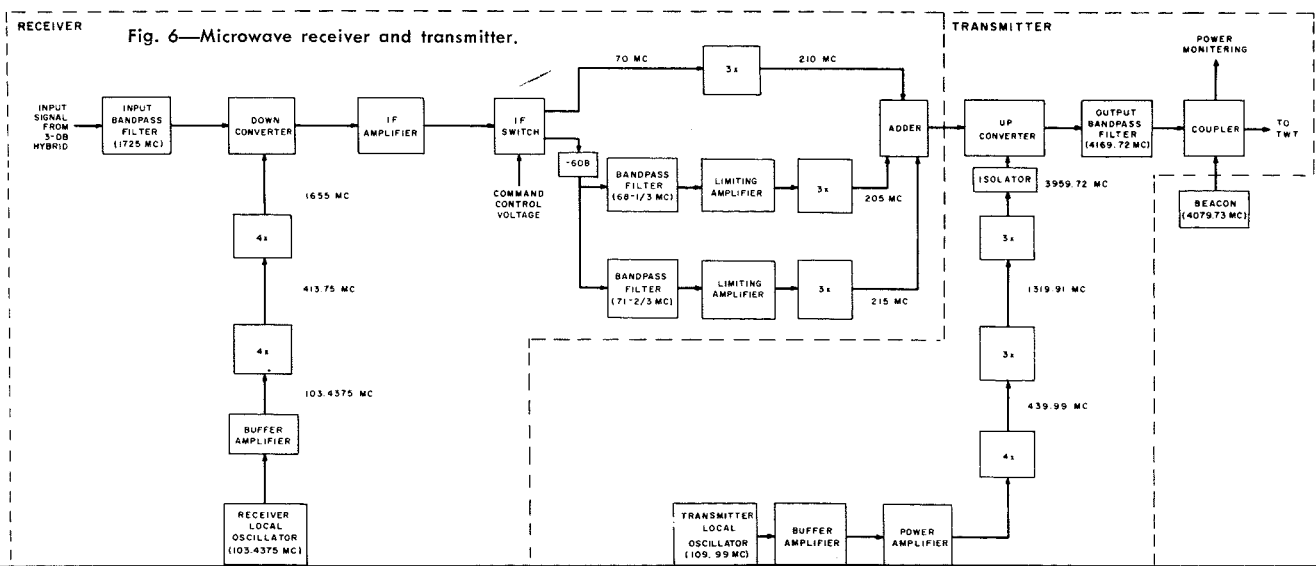 RECEIVER
Fig. 6—Microwave receiver and transmitter.
TRANSMITTER
INPUT
SIGNAL
FROM
3-DB
HYBRID
INPUT
BANDPASS
FILTER
(1725 MC)
DOWN
CONVERTER
IF
AMPLIFIER
IF
SWITCH
COMMAND
CONTROL
VOLTAGE
70 MC
3x
210 MC
-6DB
BANDPASS
FILTER
(68-1/3 MC)
LIMITING
AMPLIFIER
3x
205 MC
BANDPASS
FILTER
(71-2/3 MC)
LIMITING
AMPLIFIER
3x
215 MC
ADDER
UP
CONVERTER
OUTPUT
BANDPASS
FILTER
(4169.72 MC)
COUPLER
POWER
MONITERING
TO
TWT
BEACON
(4079.73 MC)
ISOLATOR
3959.72 MC
3x
1319.91 MC
3x
439.99 MC
4x
1655 MC
4x
413.75 MC
4x
103.4375 MC
BUFFER
AMPLIFIER
RECEIVER
LOCAL
OSCILLATOR
(103.4375 MC)
TRANSMITTER
LOCAL
OSCILLATOR
(109.99 MC)
BUFFER
AMPLIFIER
POWER
AMPLIFIER